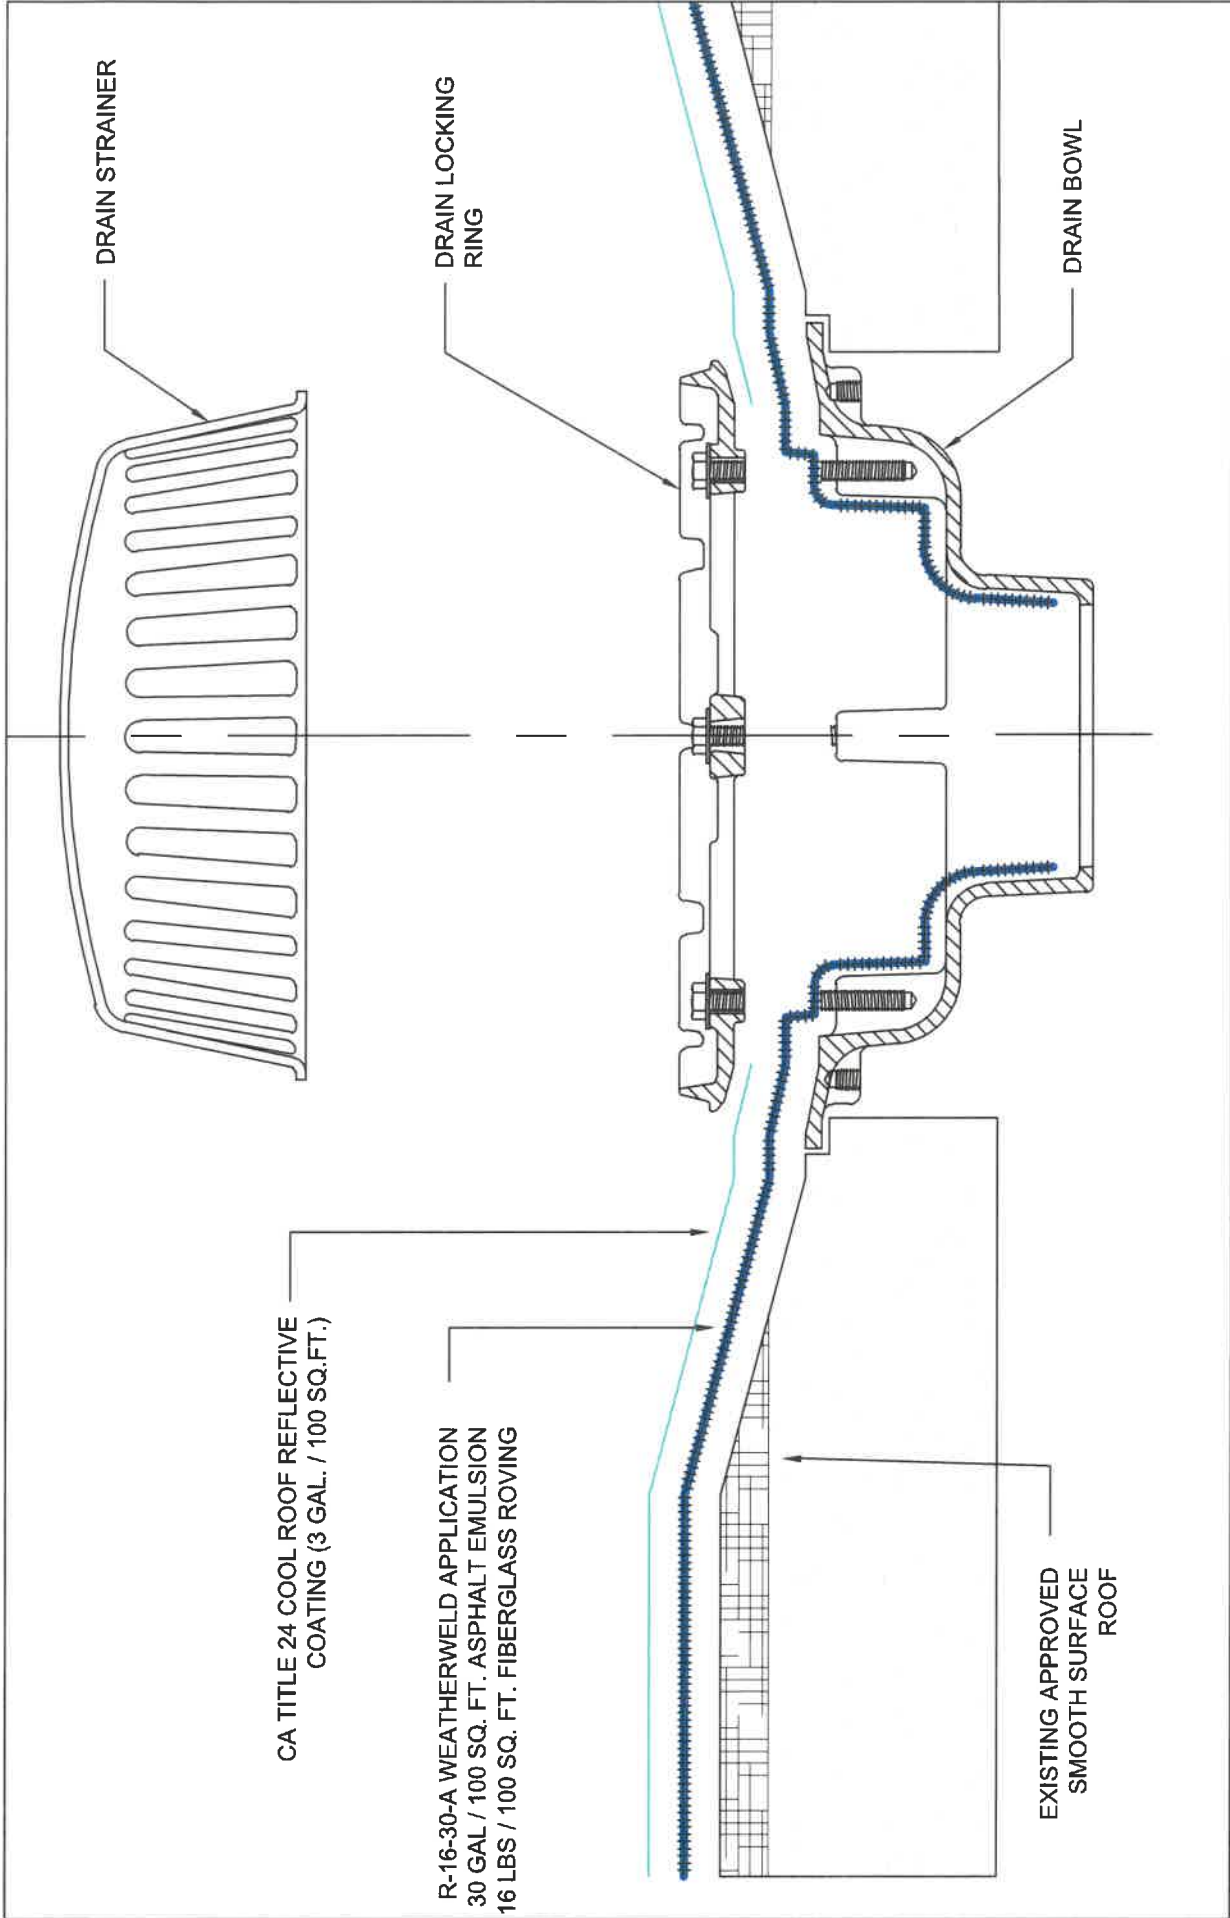 CA TITLE 24 COOL ROOF REFLECTIVE
COATING (3 GAL. / 100 SQ.FT.)
R-16-30-A WEATHERWELD APPLICATION
30 GAL / 100 SQ. FT. ASPHALT EMULSION
16 LBS / 100 SQ. FT. FIBERGLASS ROVING
EXISTING APPROVED
SMOOTH SURFACE
ROOF
DRAIN STRAINER
DRAIN LOCKING
RING
DRAIN BOWL